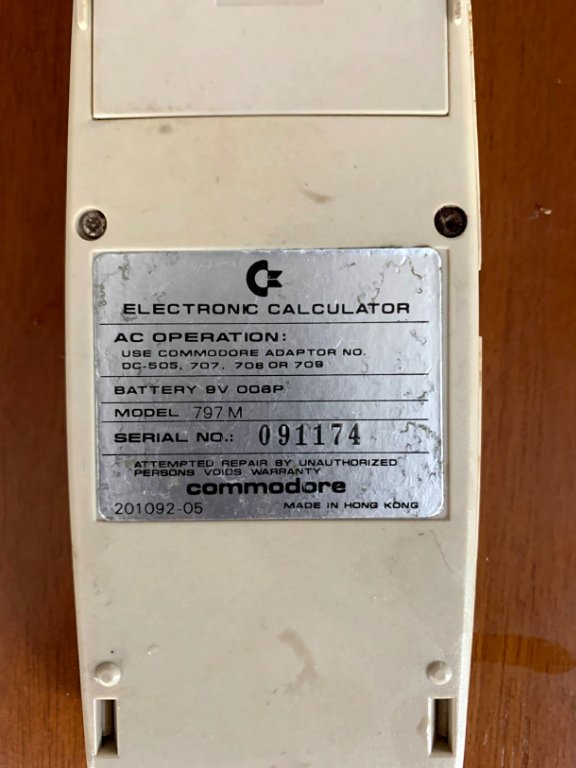 ELECTRONIC CALCULATOR
AC OPERATION:
USE COMMODORE ADAPTOR NO.
DC-505, 707, 708 OR 709
BATTERY 9V 006P
MODEL 797 M
SERIAL NO.: 091174
ATTEMPTED REPAIR BY UNAUTHORIZED
PERSONS VOIDS WARRANTY
commodore
201092-05 MADE IN HONG KONG